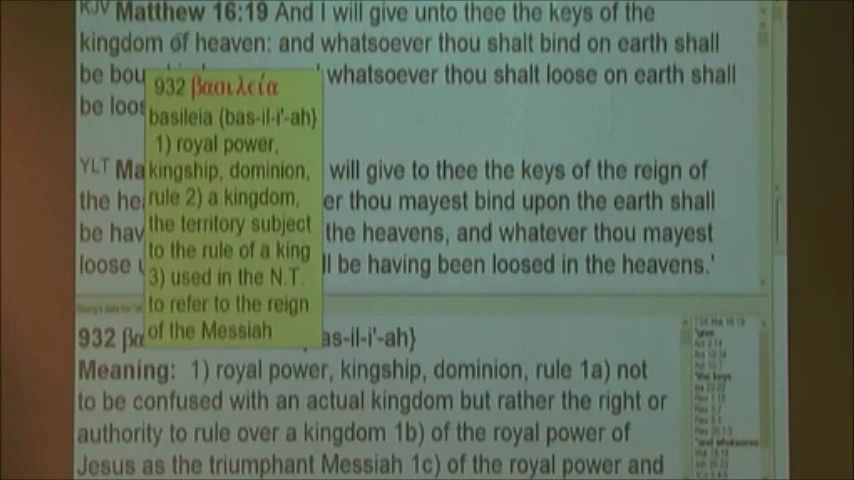 KJV Matthew 16:19 And I will give unto thee the keys of the
kingdom of heaven: and whatsoever thou shalt bind on earth shall
be bou whatsoever thou shalt loose on earth shall
be loos
932 βασιλεία
basileia {bas-il-i'-ah}
1) royal power,
kingship, dominion,
rule 2) a kingdom,
the territory subject
to the rule of a king
3) used in the N.T.
to refer to the reign
of the Messiah
YLT Ma will give to thee the keys of the reign of
the he er thou mayest bind upon the earth shall
be hav the heavens, and whatever thou mayest
loose ll be having been loosed in the heavens.'
932 βα as-il-i'-ah}
Meaning: 1) royal power, kingship, dominion, rule 1a) not
to be confused with an actual kingdom but rather the right or
authority to rule over a kingdom 1b) of the royal power of
Jesus as the triumphant Messiah 1c) of the royal power and
"give
"the keys
"and whatsoever